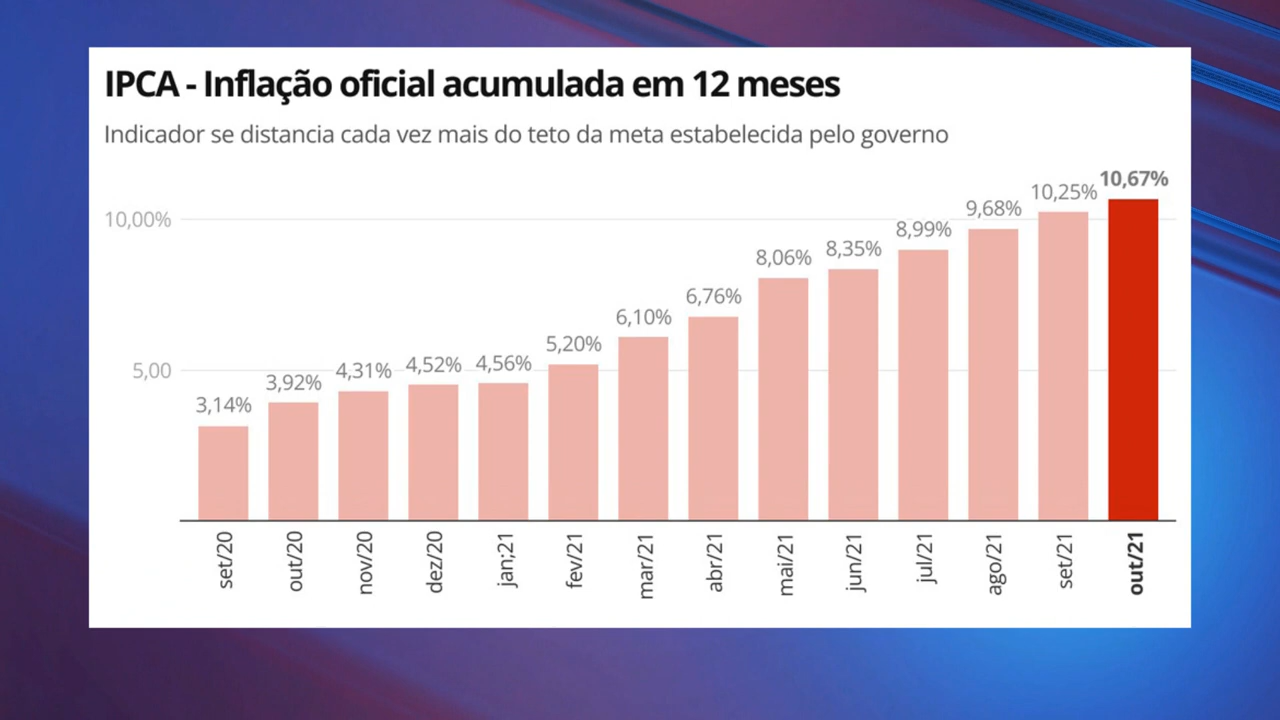 IPCA - Inflação oficial acumulada em 12 meses
Indicador se distancia cada vez mais do teto da meta estabelecida pelo governo
10,00%
5,00
3,14%
3,92%
4,31%
4,52%
4,56%
5,20%
6,10%
6,76%
8,06%
8,35%
8,99%
9,68%
10,25%
10,67%
set/20
out/20
nov/20
dez/20
jan;21
fev/21
mar/21
abr/21
mai/21
jun/21
jul/21
ago/21
set/21
out/21